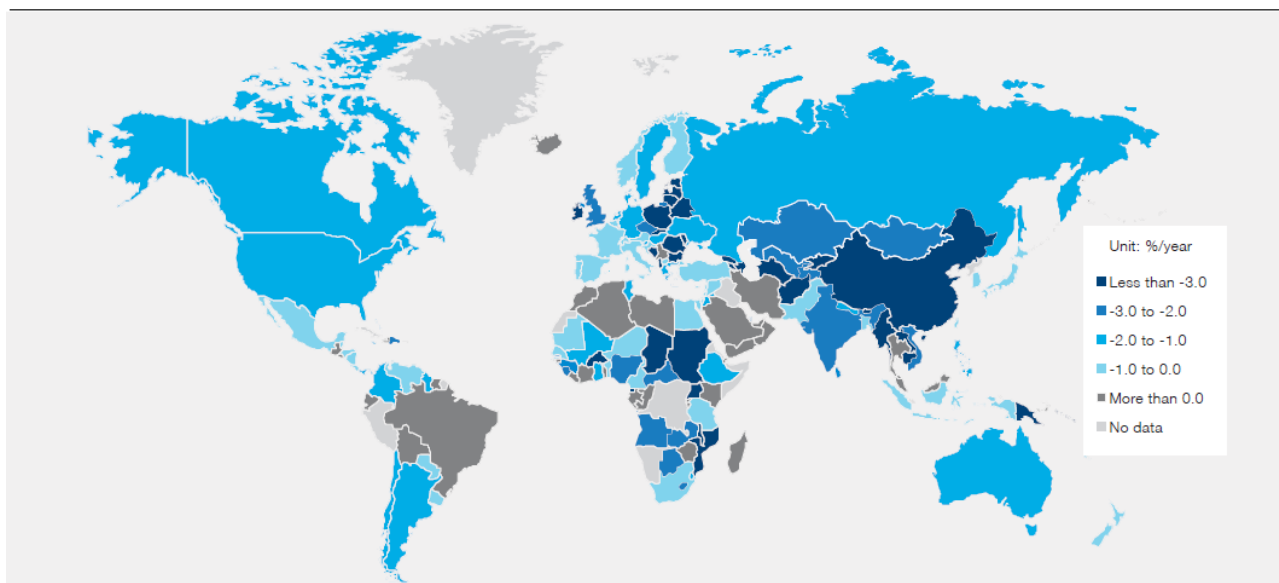 Unit: %/year
Less than -3.0
-3.0 to -2.0
-2.0 to -1.0
-1.0 to 0.0
More than 0.0
No data